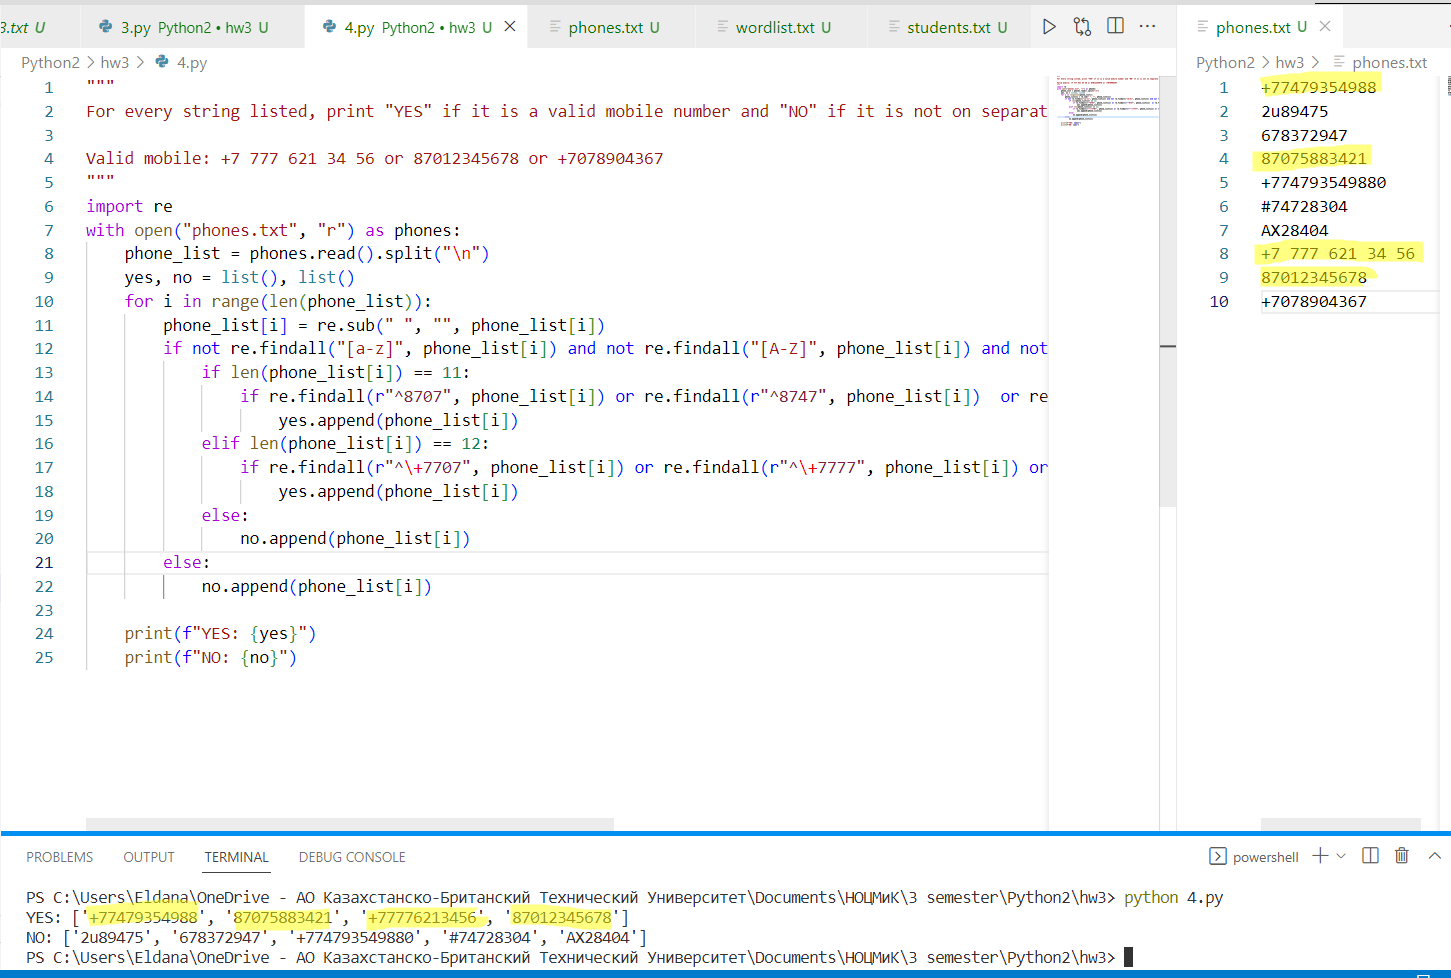 3.txt U
3.py Python2 • hw3 U
4.py Python2 • hw3 U
phones.txt U
wordlist.txt U
students.txt U
phones.txt U
Python2 > hw3 > 4.py
1 """
2 For every string listed, print "YES" if it is a valid mobile number and "NO" if it is not on separat
3
4 Valid mobile: +7 777 621 34 56 or 87012345678 or +7078904367
5 """
6 import re
7 with open("phones.txt", "r") as phones:
8 phone_list = phones.read().split("\n")
9 yes, no = list(), list()
10 for i in range(len(phone_list)):
11 phone_list[i] = re.sub(" ", "", phone_list[i])
12 if not re.findall("[a-z]", phone_list[i]) and not re.findall("[A-Z]", phone_list[i]) and not
13 if len(phone_list[i]) == 11:
14 if re.findall(r"^8707", phone_list[i]) or re.findall(r"^8747", phone_list[i])  or re
15 yes.append(phone_list[i])
16 elif len(phone_list[i]) == 12:
17 if re.findall(r"^\+7707", phone_list[i]) or re.findall(r"^\+7777", phone_list[i]) or
18 yes.append(phone_list[i])
19 else:
20 no.append(phone_list[i])
21 else:
22 no.append(phone_list[i])
23
24 print(f"YES: {yes}")
25 print(f"NO: {no}")
Python2 > hw3 > phones.txt
1 +77479354988
2 2u89475
3 678372947
4 87075883421
5 +774793549880
6 #74728304
7 AX28404
8 +7 777 621 34 56
9 87012345678
10 +7078904367
PROBLEMS OUTPUT TERMINAL DEBUG CONSOLE
powershell
PS C:\Users\Eldana\OneDrive - АО Казахстанско-Британский Технический Университет\Documents\НОЦМиК\3 semester\Python2\hw3> python 4.py
YES: ['+77479354988', '87075883421', '+77776213456', '87012345678']
NO: ['2u89475', '678372947', '+774793549880', '#74728304', 'AX28404']
PS C:\Users\Eldana\OneDrive - АО Казахстанско-Британский Технический Университет\Documents\НОЦМиК\3 semester\Python2\hw3>